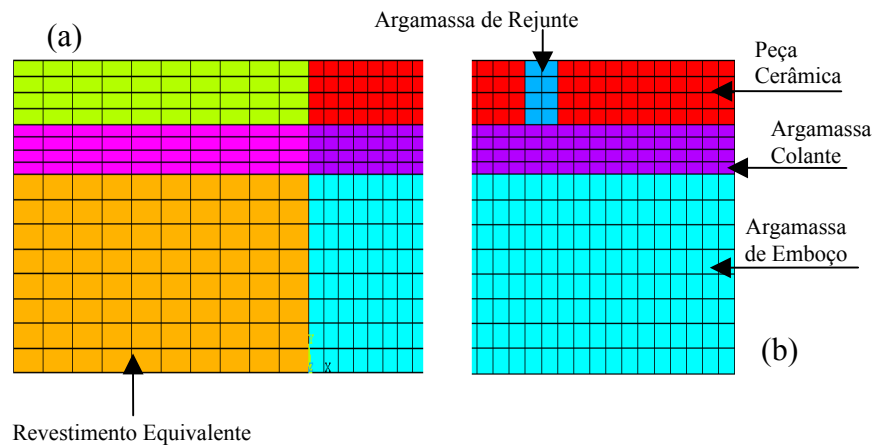 Argamassa de Rejunte
(a)
Peça
Cerâmica
Argamassa
Colante
Argamassa
de Emboço
Z X
(b)
Revestimento Equivalente